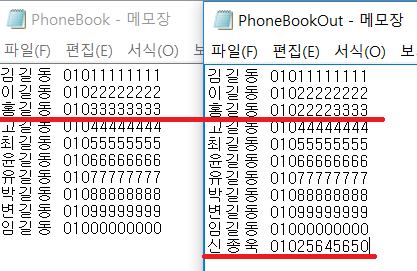 PhoneBook - 메모장
파일(F) 편집(E) 서식(O) 보
김길동 01011111111
이길동 01022222222
홍길동 01033333333
고길동 01044444444
최길동 01055555555
윤길동 01066666666
유길동 01077777777
박길동 01088888888
변길동 01099999999
임길동 01000000000
PhoneBookOut - 메모장
파일(F) 편집(E) 서식(O) 보
김길동 01011111111
이길동 01022222222
홍길동 01022223333
고길동 01044444444
최길동 01055555555
윤길동 01066666666
유길동 01077777777
박길동 01088888888
변길동 01099999999
임길동 01000000000
신종욱 01025645650